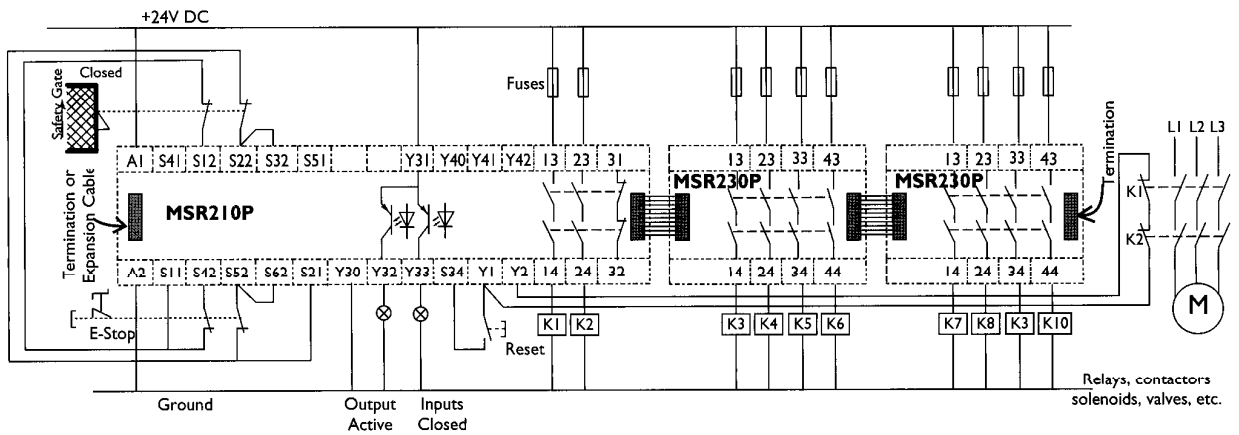 +24V DC
Closed
Safety Gate
Fuses
L1 L2 L3
A1 S41 S12 S22 S32 S51 Y31 Y40 Y41 Y42 13 23 31
13 23 33 43
13 23 33 43
Termination
Termination or
Expansion Cable
MSR210P
MSR230P
MSR230P
K1
K2
A2 S11 S42 S52 S62 S21 Y30 Y32 Y33 S34 Y1 Y2 14 24 32
14 24 34 44
14 24 34 44
M
E-Stop
Reset
K1 K2
K3 K4 K5 K6
K7 K8 K3 K10
Ground
Output
Active
Inputs
Closed
Relays, contactors
solenoids, valves, etc.